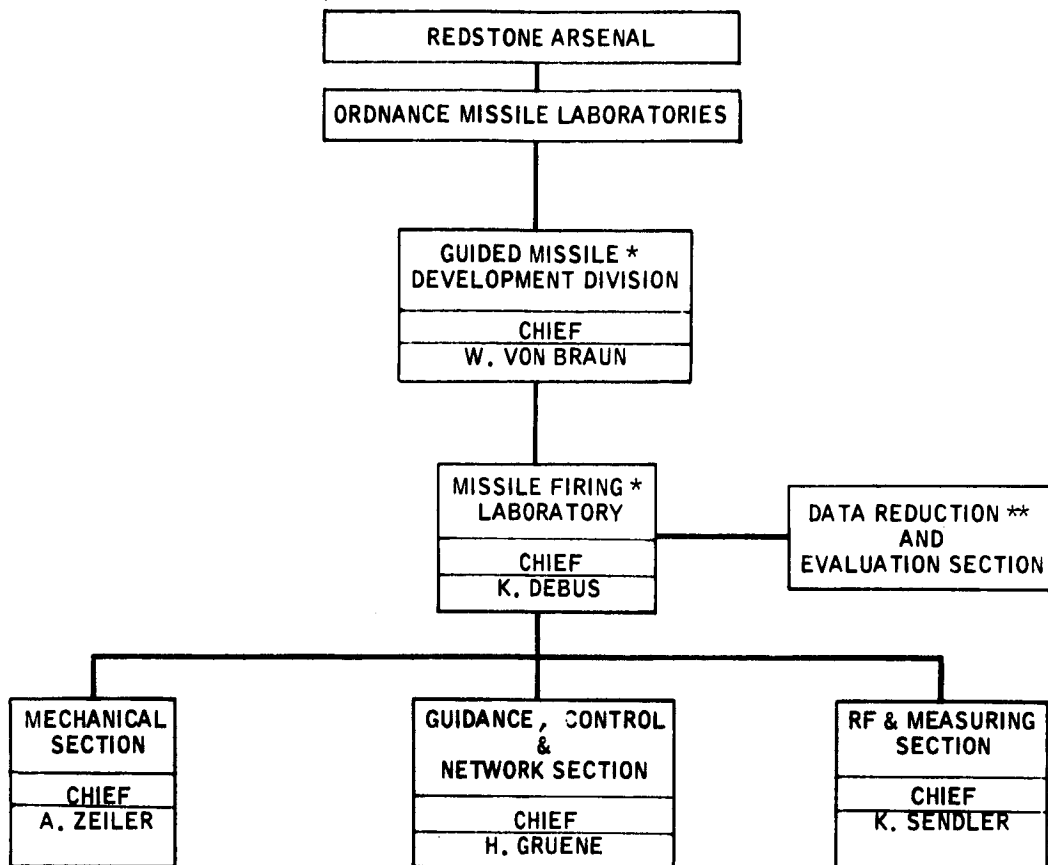 REDSTONE ARSENAL
ORDNANCE MISSILE LABORATORIES
GUIDED MISSILE *
DEVELOPMENT DIVISION
CHIEF
W. VON BRAUN
MISSILE FIRING *
LABORATORY
CHIEF
K. DEBUS
DATA REDUCTION **
AND
EVALUATION SECTION
MECHANICAL
SECTION
CHIEF
A. ZEILER
GUIDANCE, CONTROL
&
NETWORK SECTION
CHIEF
H. GRUENE
RF & MEASURING
SECTION
CHIEF
K. SENDLER